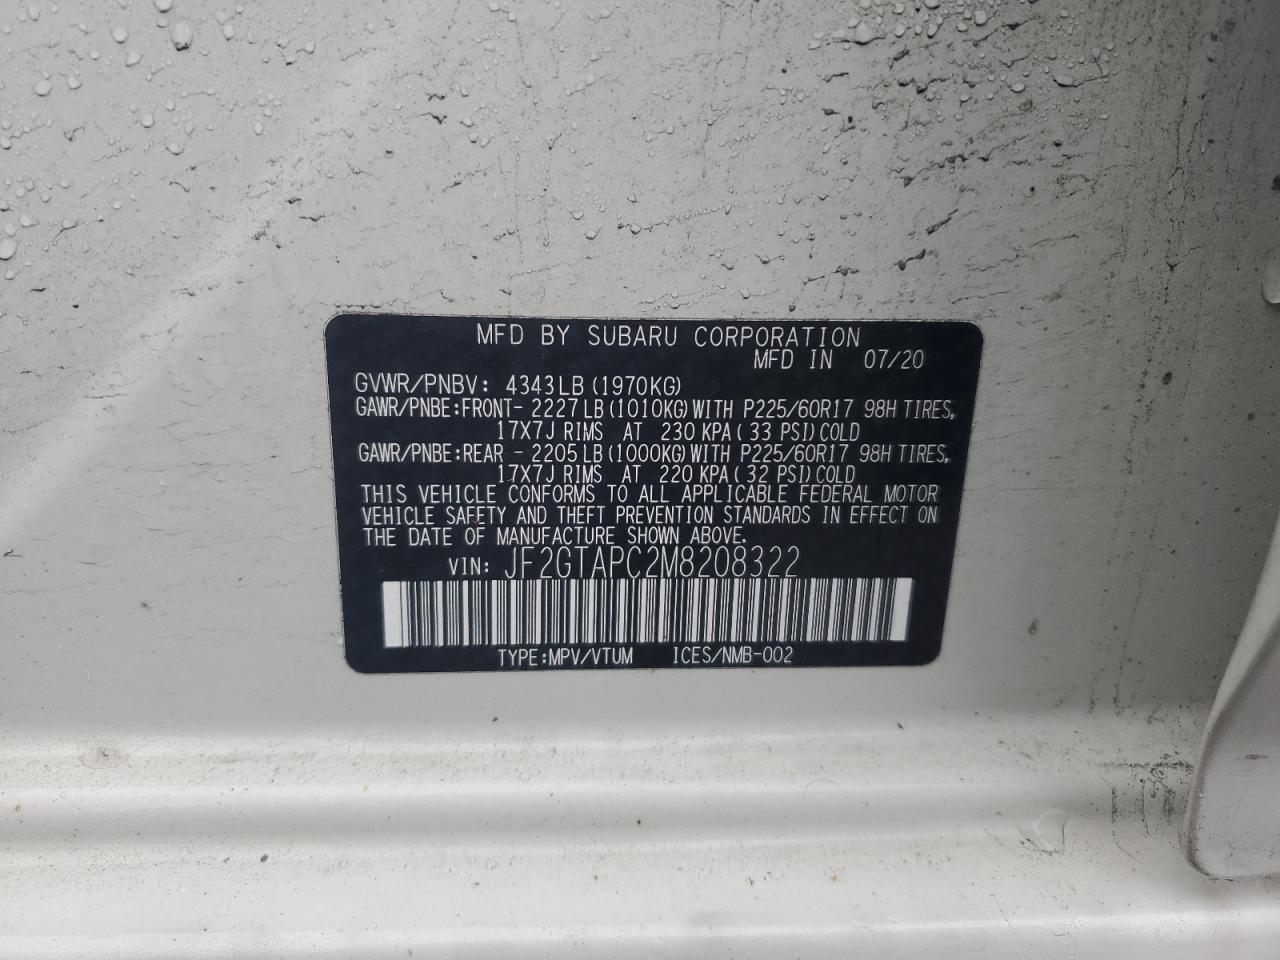 MFD BY SUBARU CORPORATION
MFD IN 07/20
GVWR/PNBV: 4343LB (1970KG)
GAWR/PNBE:FRONT- 2227LB (1010KG)WITH P225/60R17 98H TIRES,
17X7J RIMS AT 230 KPA( 33 PSI)COLD
GAWR/PNBE:REAR - 2205LB (1000KG)WITH P225/60R17 98H TIRES,
17X7J RIMS AT 220 KPA( 32 PSI)COLD
THIS VEHICLE CONFORMS TO ALL APPLICABLE FEDERAL MOTOR
VEHICLE SAFETY AND THEFT PREVENTION STANDARDS IN EFFECT ON
THE DATE OF MANUFACTURE SHOWN ABOVE.
VIN: JF2GTAPC2M8208322
TYPE:MPV/VTUM ICES/NMB-002